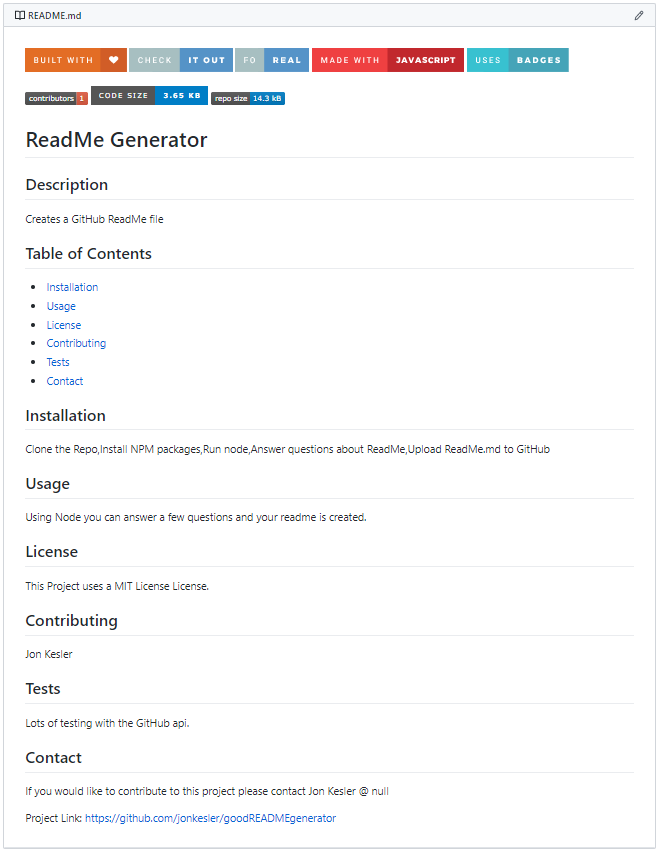 README.md
BUILT WITH ♥ CHECK IT OUT FO REAL MADE WITH JAVASCRIPT USES BADGES
contributors 1 CODE SIZE 3.65 KB repo size 14.3 kB
ReadMe Generator
Description
Creates a GitHub ReadMe file
Table of Contents
• Installation
• Usage
• License
• Contributing
• Tests
• Contact
Installation
Clone the Repo,Install NPM packages,Run node,Answer questions about ReadMe,Upload ReadMe.md to GitHub
Usage
Using Node you can answer a few questions and your readme is created.
License
This Project uses a MIT License License.
Contributing
Jon Kesler
Tests
Lots of testing with the GitHub api.
Contact
If you would like to contribute to this project please contact Jon Kesler @ null
Project Link: https://github.com/jonkesler/goodREADMEgenerator